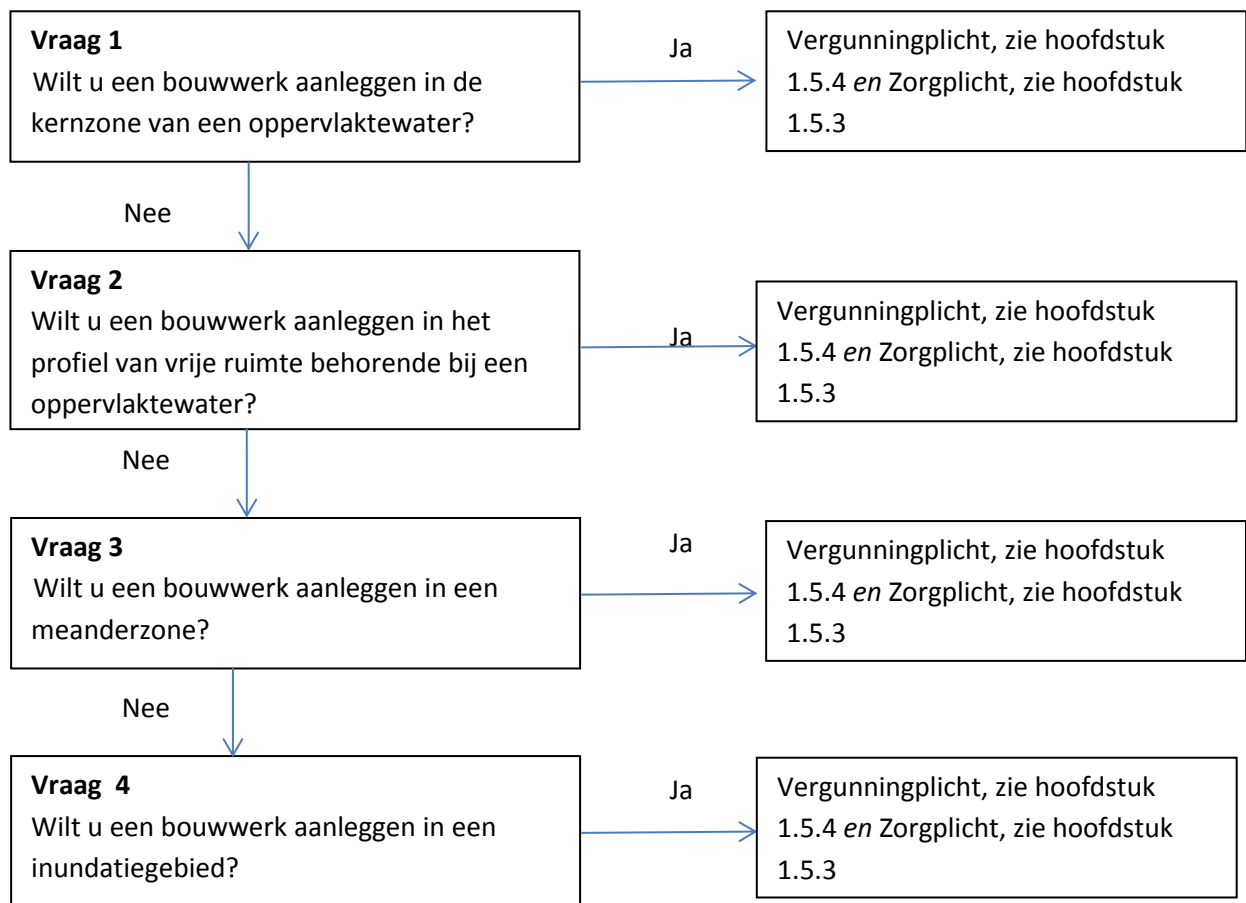 Vraag 1
Wilt u een bouwwerk aanleggen in de
kernzone van een oppervlaktewater?
Ja
Vergunningplicht, zie hoofdstuk
1.5.4 en Zorgplicht, zie hoofdstuk
1.5.3
Nee
Vraag 2
Wilt u een bouwwerk aanleggen in het
profiel van vrije ruimte behorende bij een
oppervlaktewater?
Ja
Vergunningplicht, zie hoofdstuk
1.5.4 en Zorgplicht, zie hoofdstuk
1.5.3
Nee
Vraag 3
Wilt u een bouwwerk aanleggen in een
meanderzone?
Ja
Vergunningplicht, zie hoofdstuk
1.5.4 en Zorgplicht, zie hoofdstuk
1.5.3
Nee
Vraag 4
Wilt u een bouwwerk aanleggen in een
inundatiegebied?
Ja
Vergunningplicht, zie hoofdstuk
1.5.4 en Zorgplicht, zie hoofdstuk
1.5.3